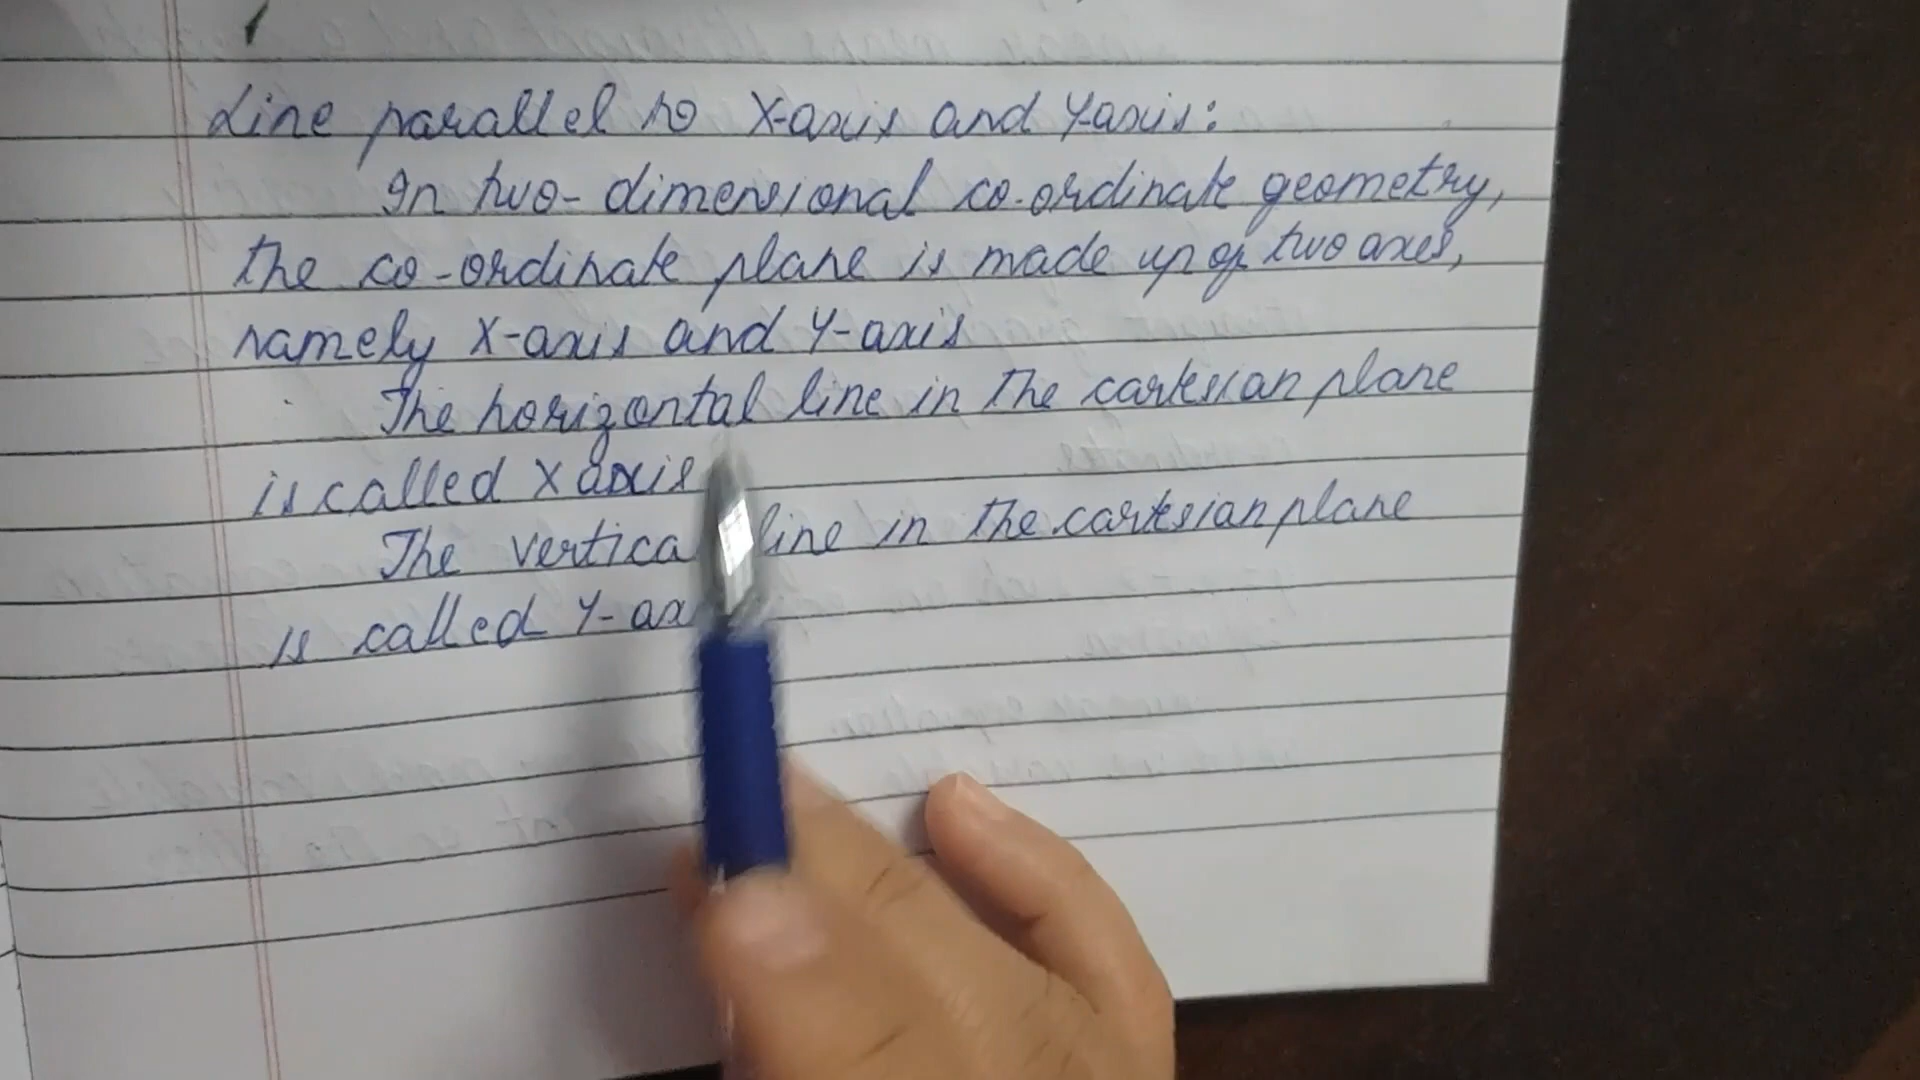 Line parallel to X-axis and Y-axis:
In two-dimensional co-ordinate geometry,
the co-ordinate plane is made up of two axes,
namely X-axis and Y-axis
The horizontal line in the cartesian plane
is called X axis
The vertical line in the cartesian plane
is called Y-ax